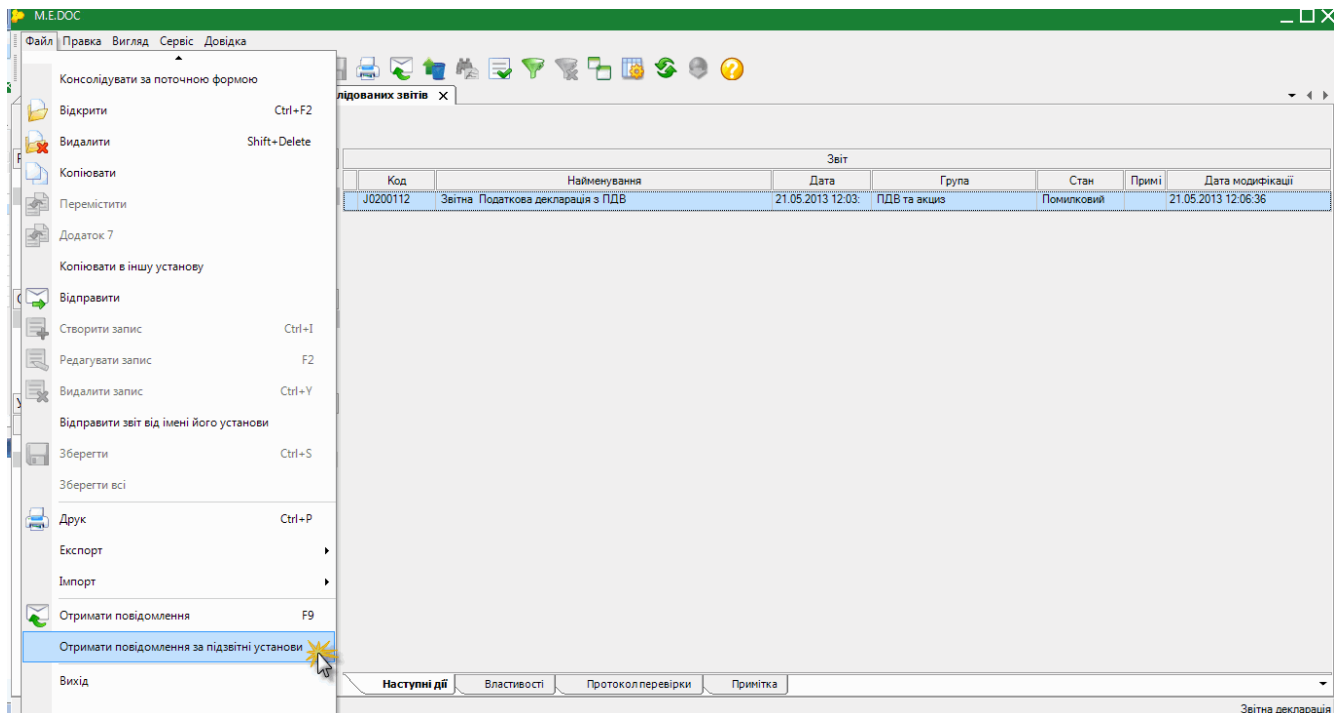 M.E.DOC
Файл Правка Вигляд Сервіс Довідка
Консолідувати за поточною формою
лідованих звітів X
Відкрити Ctrl+F2
Видалити Shift+Delete
Звіт
Копіювати
Код Найменування Дата Група Стан Примі Дата модифікації
Перемістити
J0200112 Звітна Податкова декларація з ПДВ 21.05.2013 12:03: ПДВ та акциз Помилковий 21.05.2013 12:06:36
Додаток 7
Копіювати в іншу установу
Відправити
Створити запис Ctrl+I
Редагувати запис F2
Видалити запис Ctrl+Y
Відправити звіт від імені його установи
Зберегти Ctrl+S
Зберегти всі
Друк Ctrl+P
Експорт
Імпорт
Отримати повідомлення F9
Отримати повідомлення за підзвітні установи
Вихід
Наступні дії Властивості Протокол перевірки Примітка
Звітна декларація